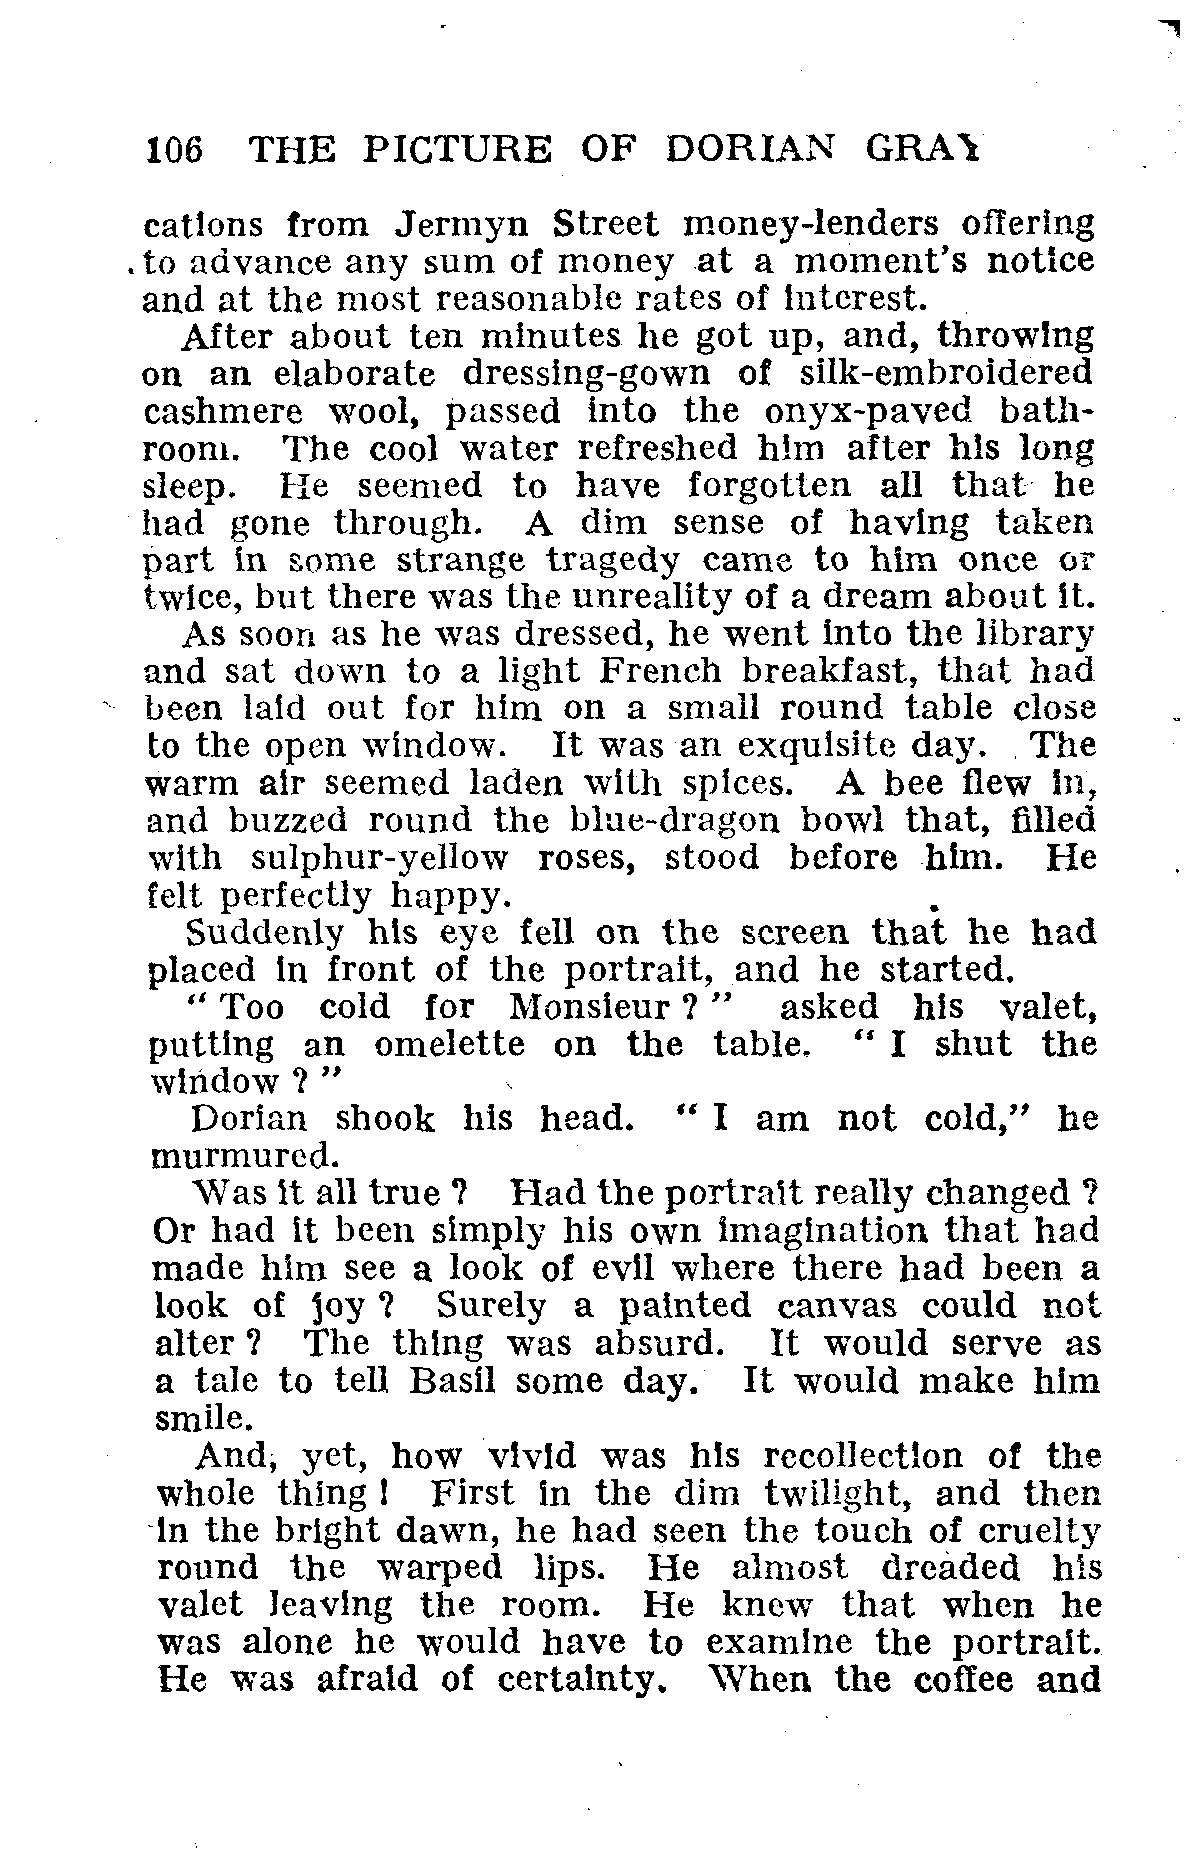 106 THE PICTURE OF DORIAN GRAY
cations from Jermyn Street money-lenders offering
to advance any sum of money at a moment's notice
and at the most reasonable rates of interest.
After about ten minutes he got up, and, throwing
on an elaborate dressing-gown of silk-embroidered
cashmere wool, passed into the onyx-paved bath-
room. The cool water refreshed him after his long
sleep. He seemed to have forgotten all that he
had gone through. A dim sense of having taken
part in some strange tragedy came to him once or
twice, but there was the unreality of a dream about it.
As soon as he was dressed, he went into the library
and sat down to a light French breakfast, that had
been laid out for him on a small round table close
to the open window. It was an exquisite day. The
warm air seemed laden with spices. A bee flew in,
and buzzed round the blue-dragon bowl that, filled
with sulphur-yellow roses, stood before him. He
felt perfectly happy.
Suddenly his eye fell on the screen that he had
placed in front of the portrait, and he started.
" Too cold for Monsieur ? " asked his valet,
putting an omelette on the table. " I shut the
window ? "
Dorian shook his head. " I am not cold," he
murmured.
Was it all true ? Had the portrait really changed ?
Or had it been simply his own imagination that had
made him see a look of evil where there had been a
look of joy ? Surely a painted canvas could not
alter ? The thing was absurd. It would serve as
a tale to tell Basil some day. It would make him
smile.
And, yet, how vivid was his recollection of the
whole thing ! First in the dim twilight, and then
in the bright dawn, he had seen the touch of cruelty
round the warped lips. He almost dreaded his
valet leaving the room. He knew that when he
was alone he would have to examine the portrait.
He was afraid of certainty. When the coffee and